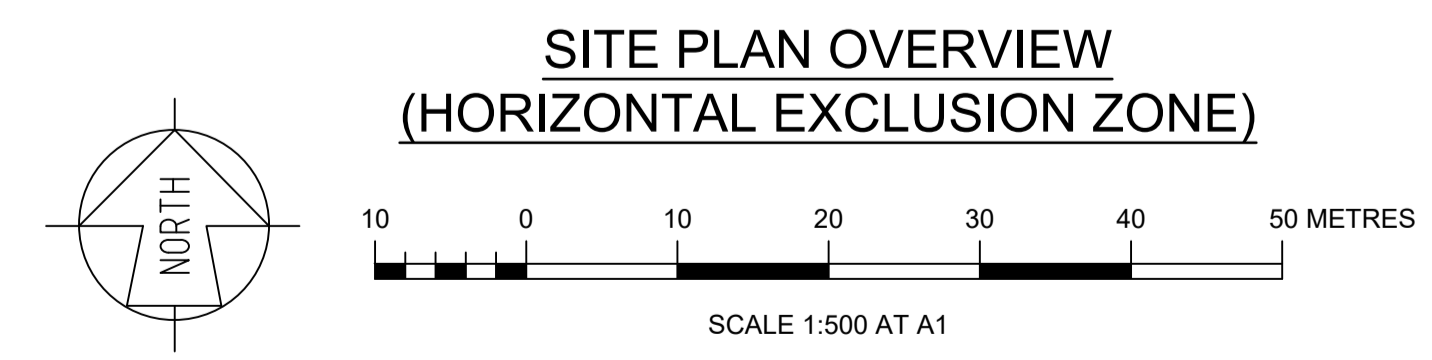 SITE PLAN OVERVIEW
(HORIZONTAL EXCLUSION ZONE)
NORTH
10 0 10 20 30 40 50 METRES
SCALE 1:500 AT A1